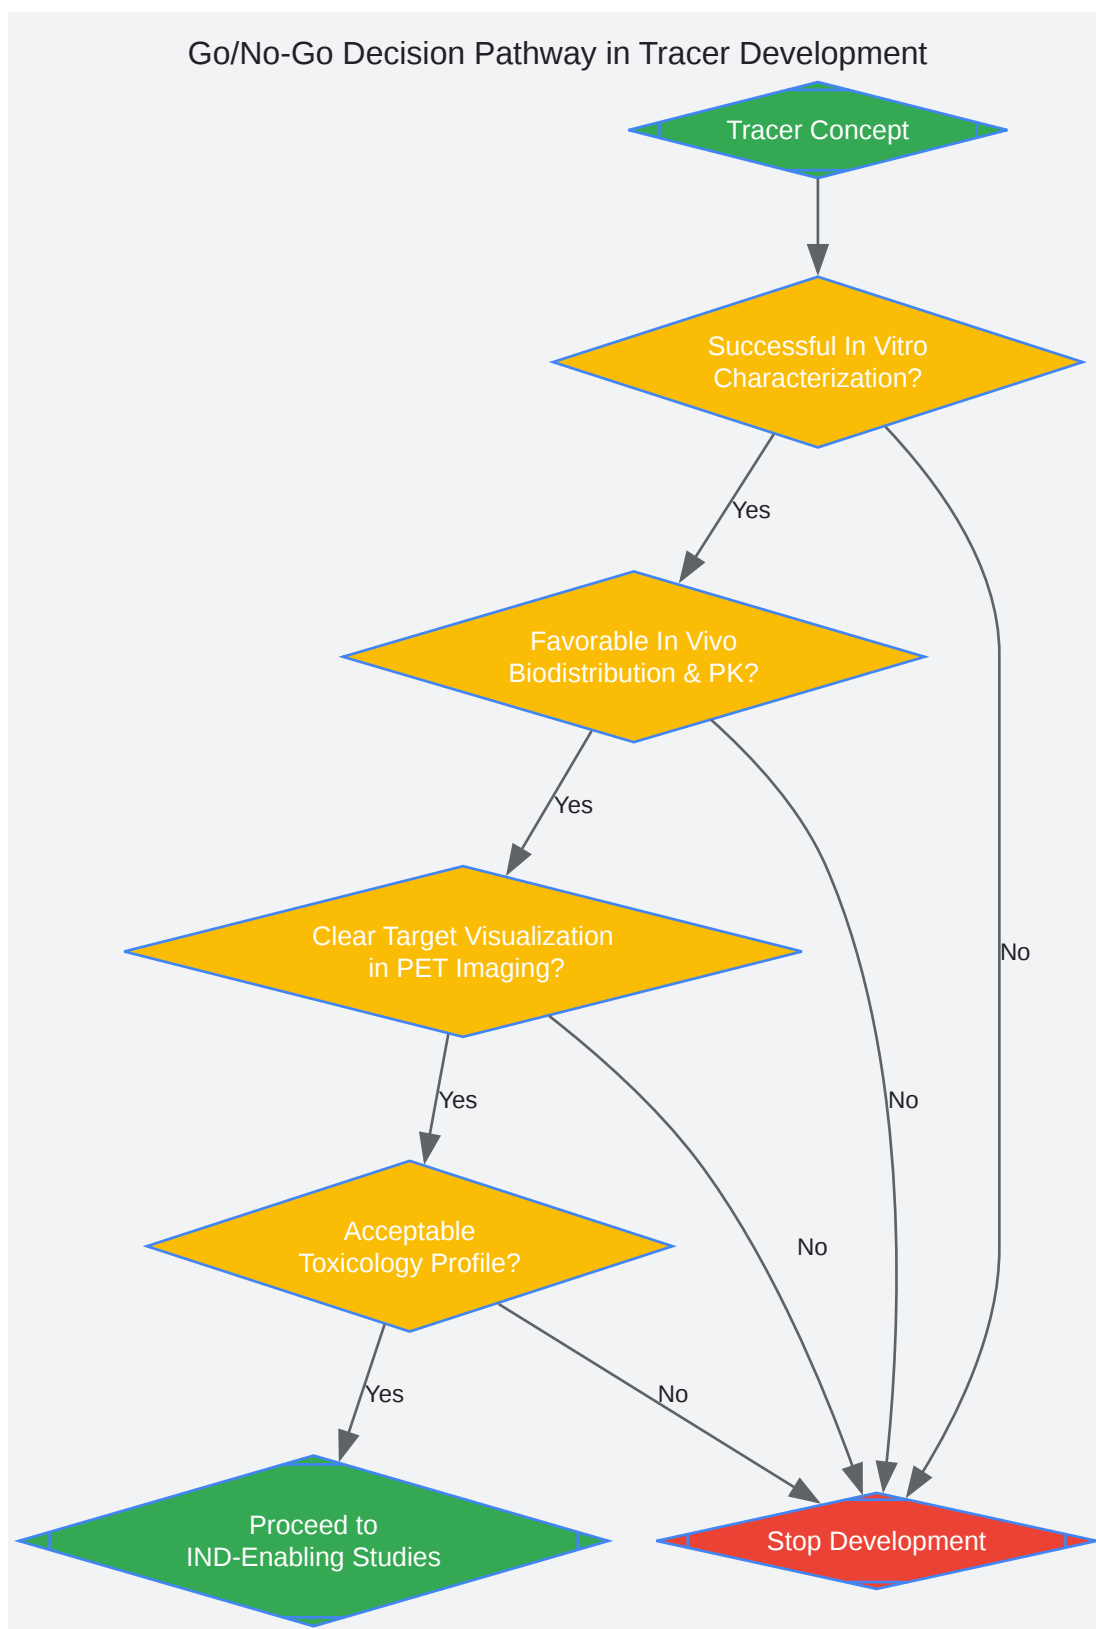 Go/No-Go Decision Pathway in Tracer Development
Tracer Concept
Successful In Vitro
Characterization?
Yes
Favorable In Vivo
Biodistribution & PK?
Yes
Clear Target Visualization
in PET Imaging?
No
Yes
No
Acceptable
Toxicology Profile?
No
Yes
No
Proceed to
IND-Enabling Studies
Stop Development